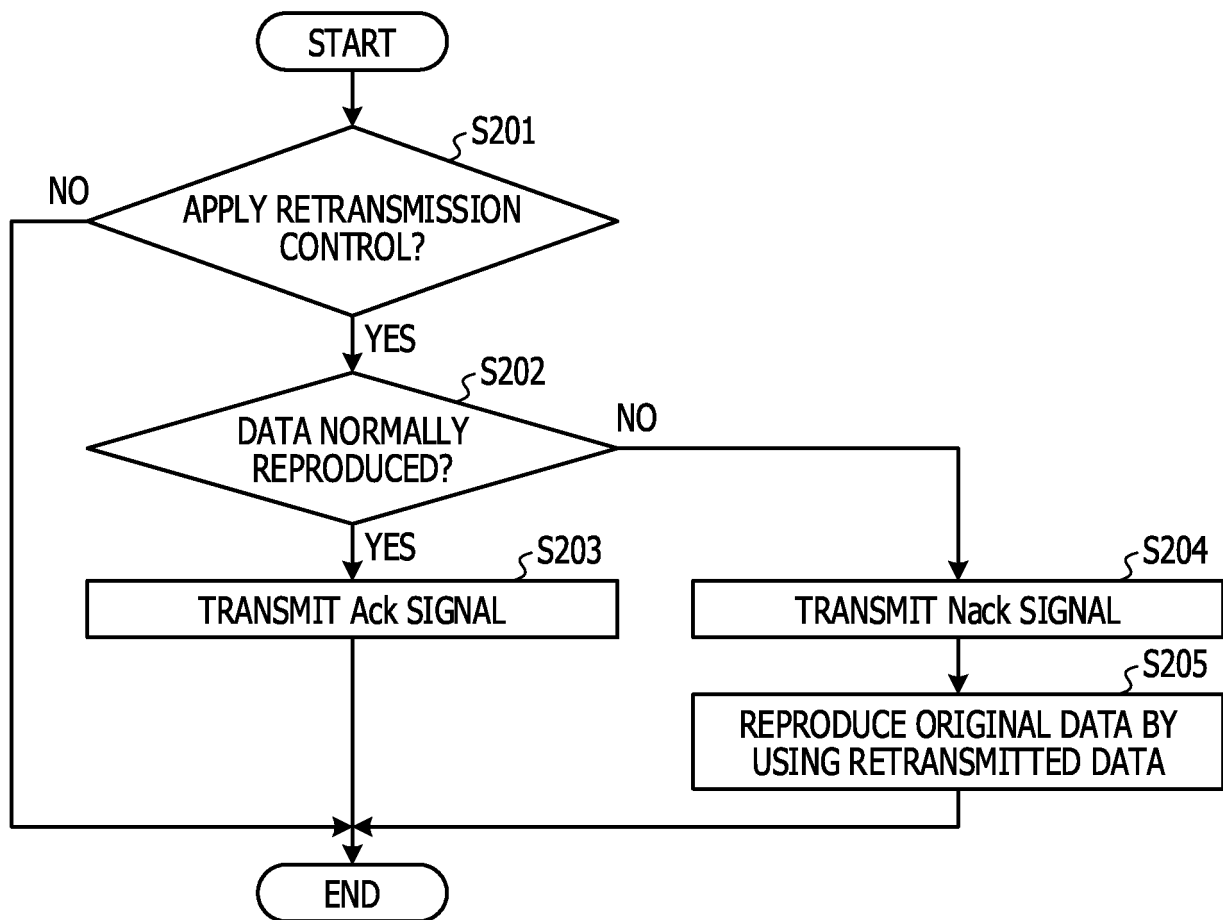 START
S201
NO
APPLY RETRANSMISSION
CONTROL?
YES
S202
NO
DATA NORMALLY
REPRODUCED?
YES
S203
TRANSMIT Ack SIGNAL
S204
TRANSMIT Nack SIGNAL
S205
REPRODUCE ORIGINAL DATA BY
USING RETRANSMITTED DATA
END